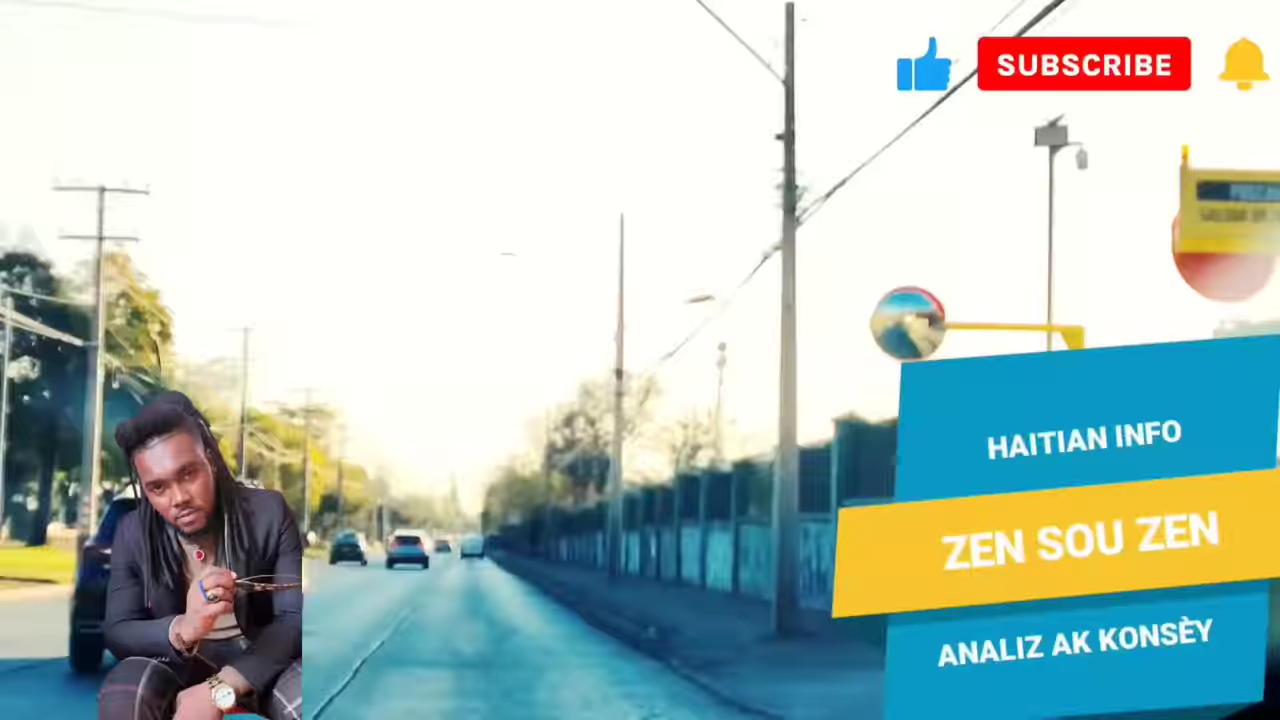 SUBSCRIBE
HAITIAN INFO
ZEN SOU ZEN
ANALIZ AK KONSÈY